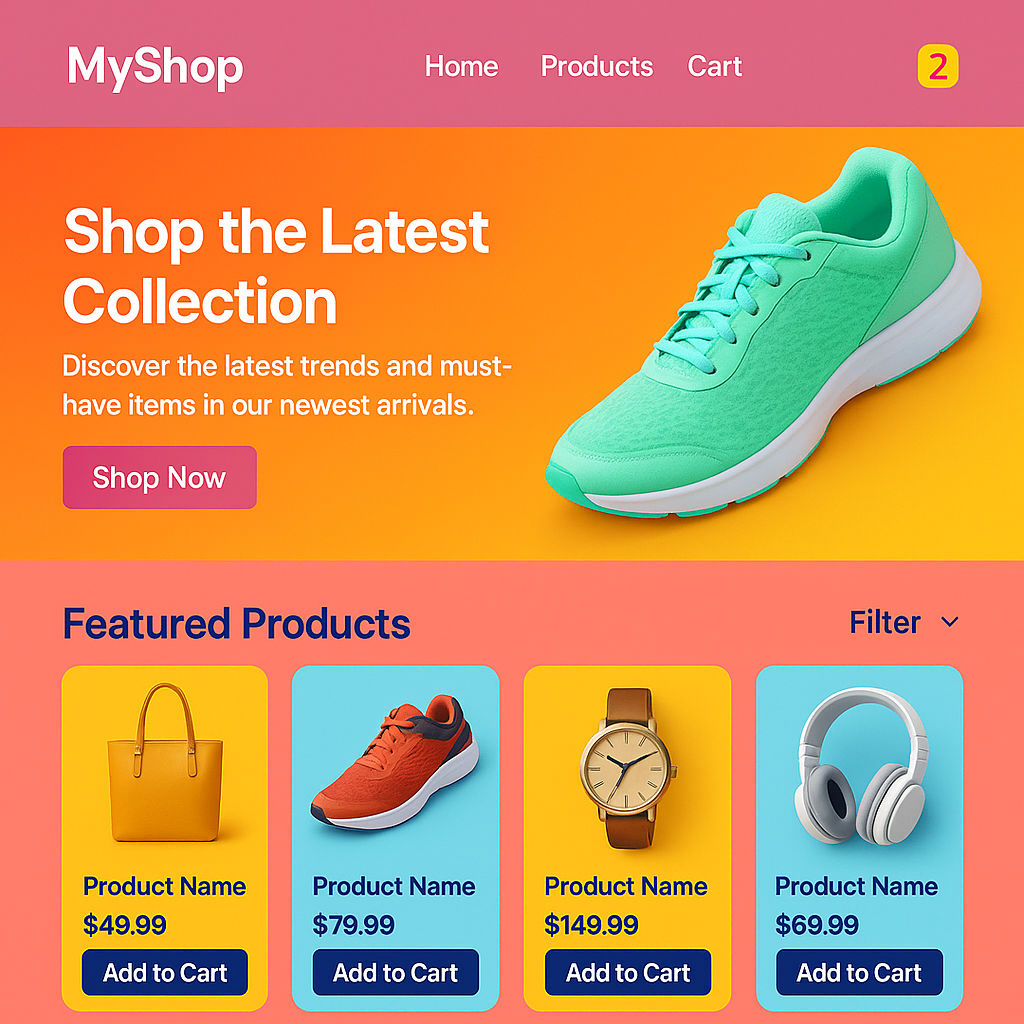 MyShop
Home Products Cart 2
Shop the Latest
Collection
Discover the latest trends and must-
have items in our newest arrivals.
Shop Now
Featured Products
Filter
Product Name
$49.99
Add to Cart
Product Name
$79.99
Add to Cart
Product Name
$149.99
Add to Cart
Product Name
$69.99
Add to Cart